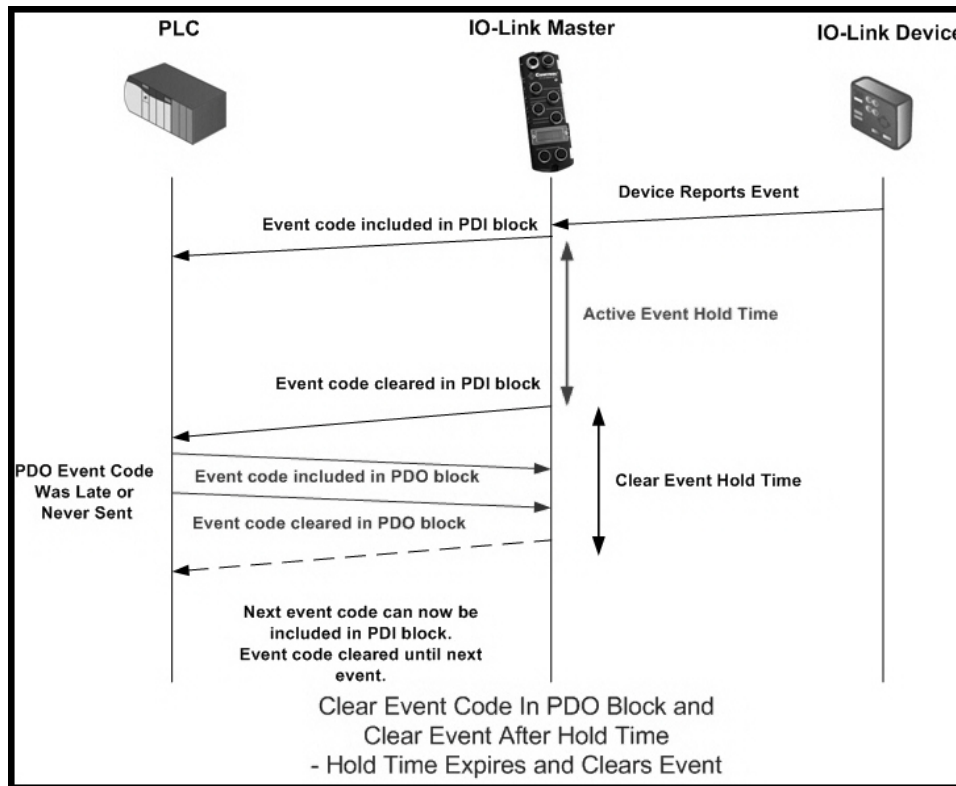 PLC
IO-Link Master
IO-Link Device
Device Reports Event
Event code included in PDI block
Active Event Hold Time
Event code cleared in PDI block
PDO Event Code
Was Late or
Never Sent
Event code included in PDO block
Clear Event Hold Time
Event code cleared in PDO block
Next event code can now be
included in PDI block.
Event code cleared until next
event.
Clear Event Code In PDO Block and
Clear Event After Hold Time
- Hold Time Expires and Clears Event